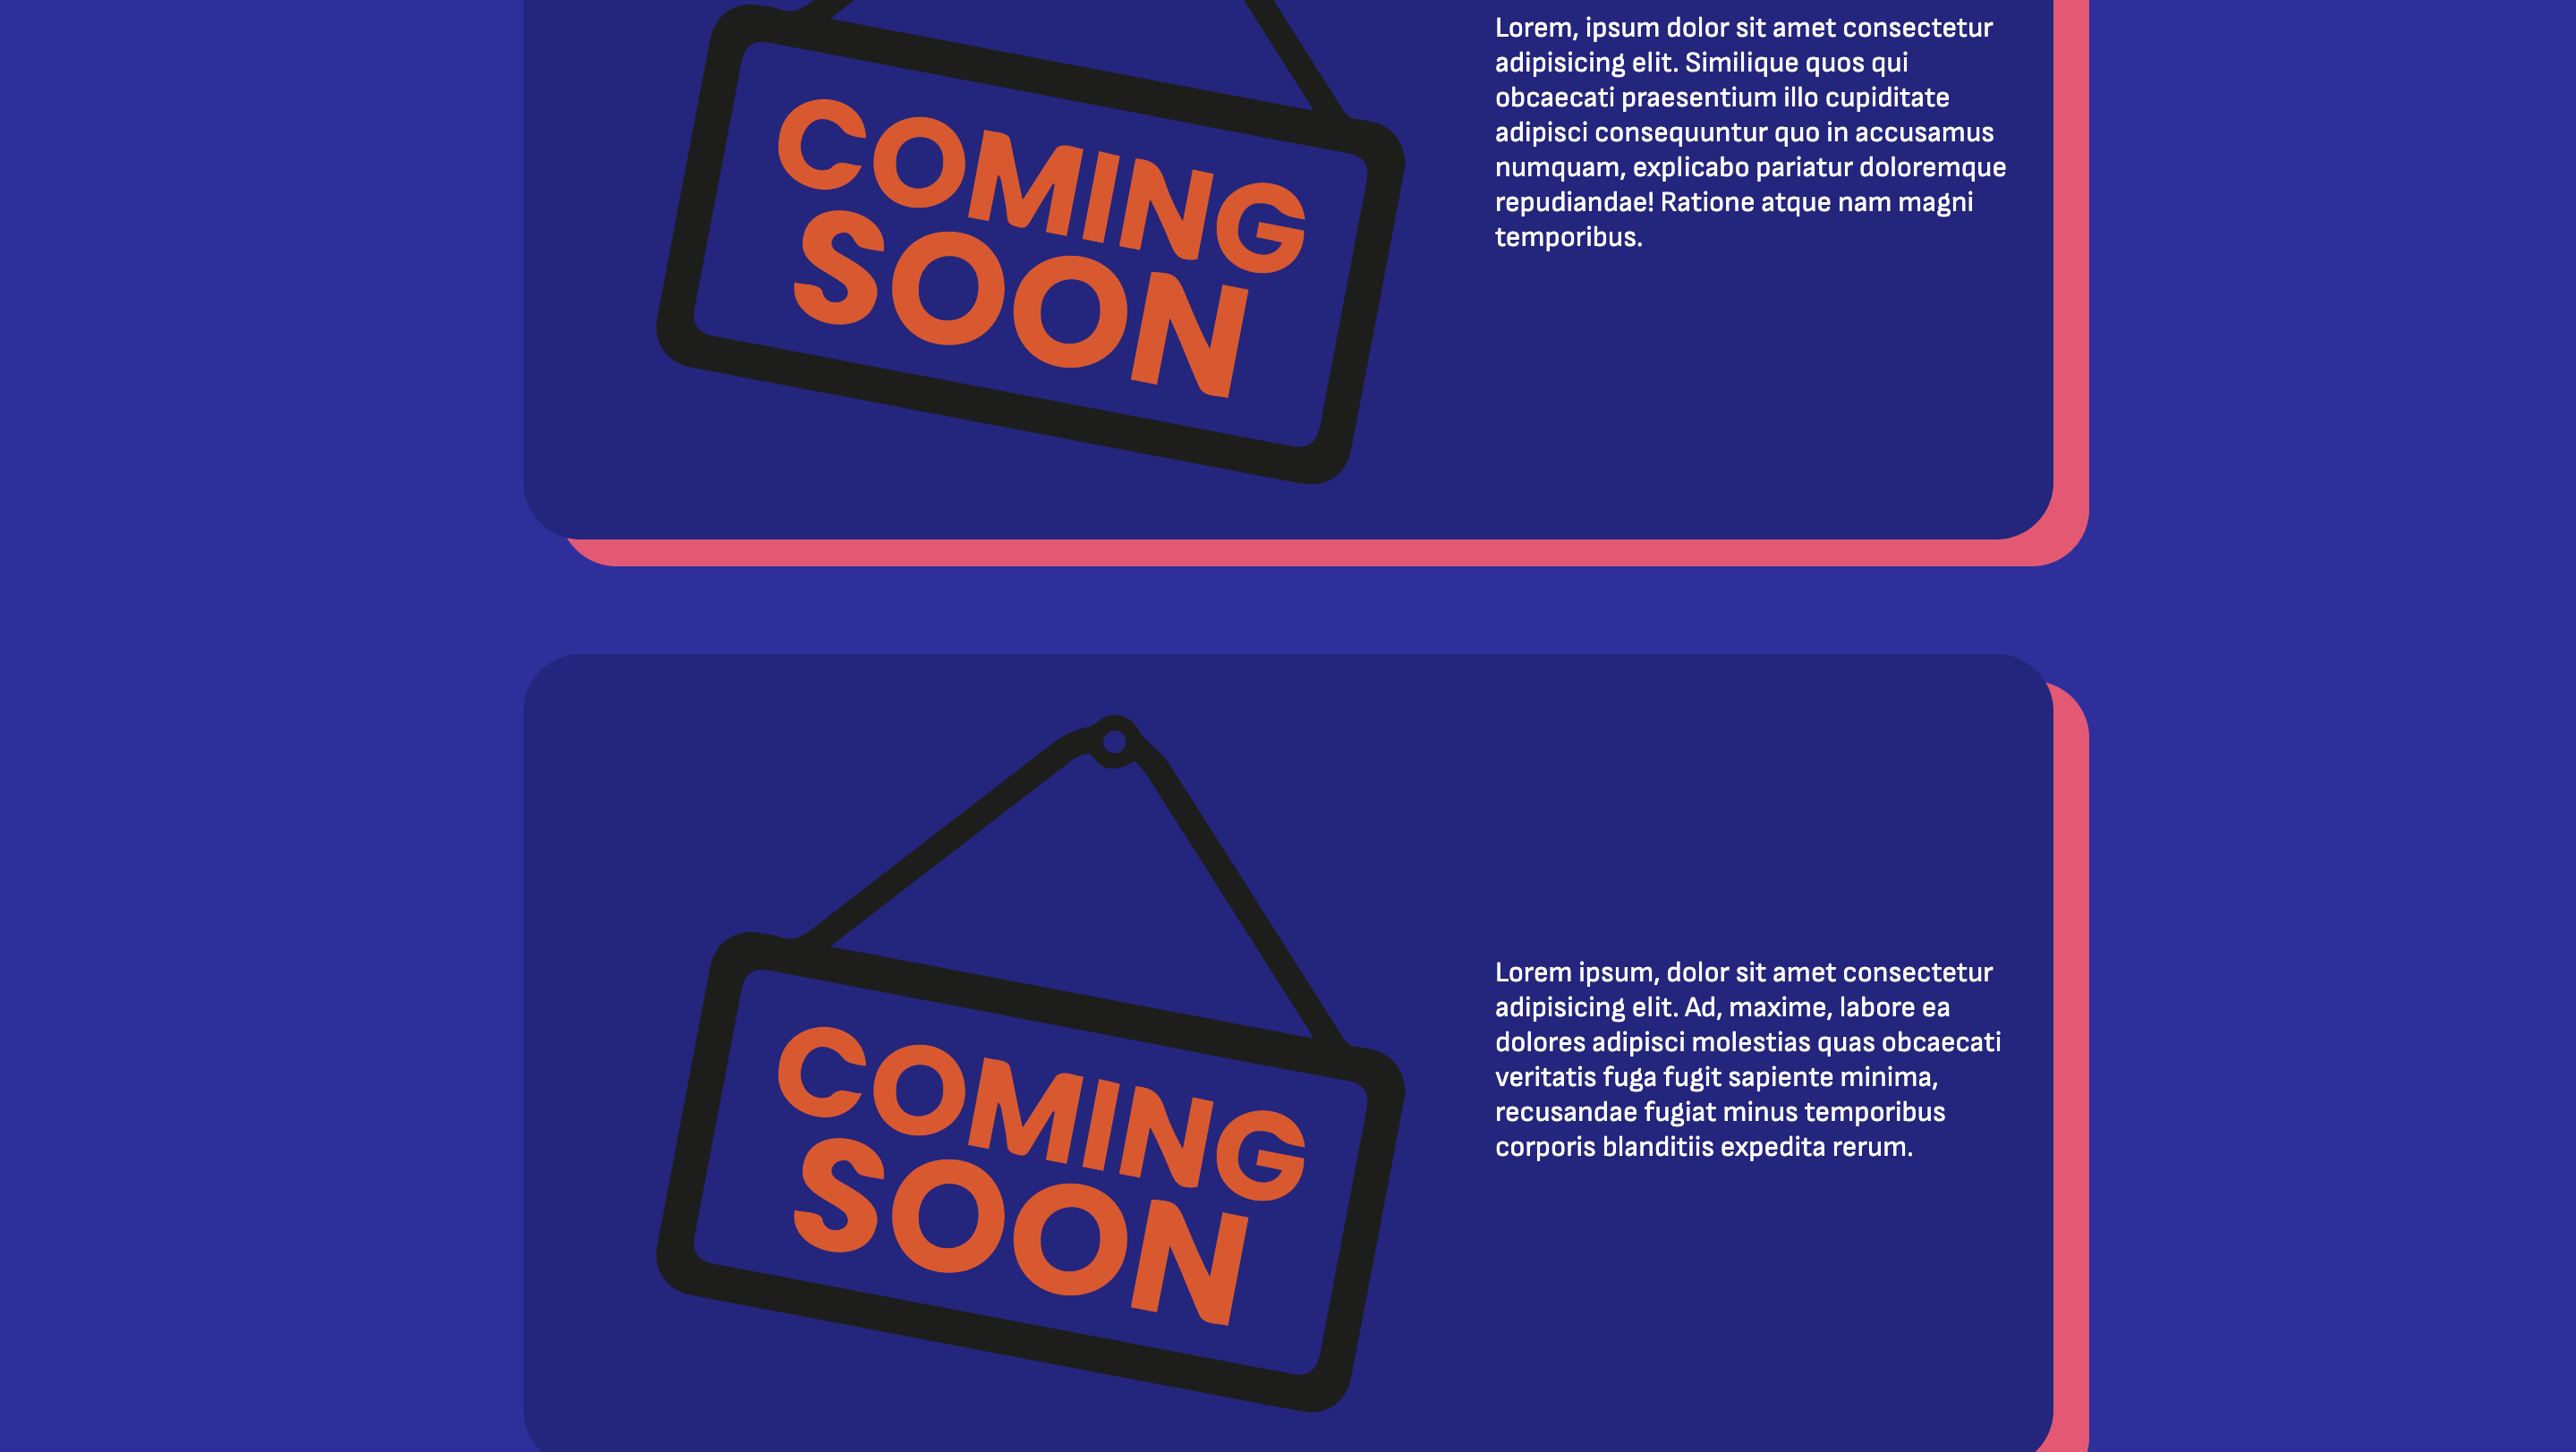 COMING
SOON
Lorem, ipsum dolor sit amet consectetur
adipisicing elit. Similique quos qui
obcaecati praesentium illo cupiditate
adipisci consequuntur quo in accusamus
numquam, explicabo pariatur doloremque
repudiandae! Ratione atque nam magni
temporibus.
COMING
SOON
Lorem ipsum, dolor sit amet consectetur
adipisicing elit. Ad, maxime, labore ea
dolores adipisci molestias quas obcaecati
veritatis fuga fugit sapiente minima,
recusandae fugiat minus temporibus
corporis blanditiis expedita rerum.